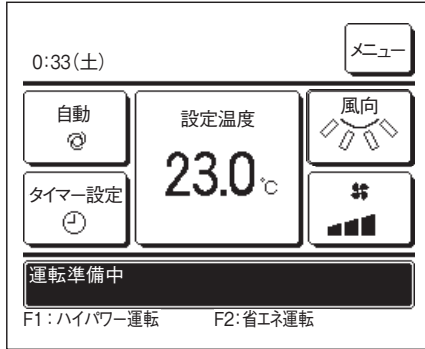 0:33(土)
メニュー
自動
設定温度
風向
23.0℃
タイマー設定
運転準備中
F1：ハイパワー運転 F2：省エネ運転